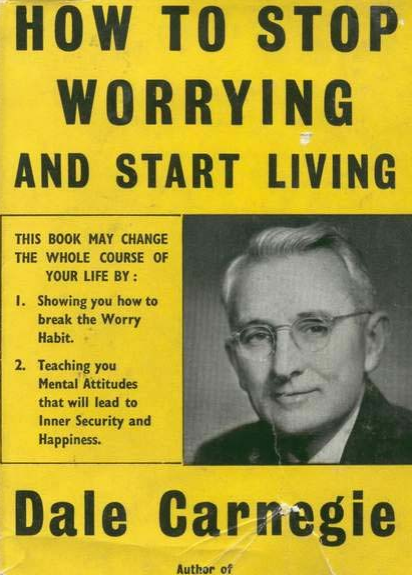 HOW TO STOP
WORRYING
AND START LIVING
THIS BOOK MAY CHANGE
THE WHOLE COURSE OF
YOUR LIFE BY :
1. Showing you how to
break the Worry
Habit.
2. Teaching you
Mental Attitudes
that will lead to
Inner Security and
Happiness.
Dale Carnegie
Author of